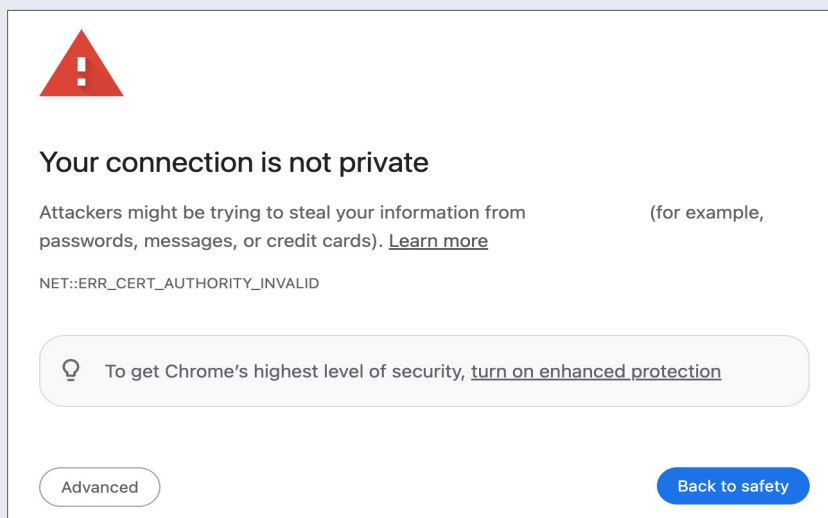 Your connection is not private
Attackers might be trying to steal your information from (for example,
passwords, messages, or credit cards). Learn more
NET::ERR_CERT_AUTHORITY_INVALID
To get Chrome’s highest level of security, turn on enhanced protection
Advanced
Back to safety